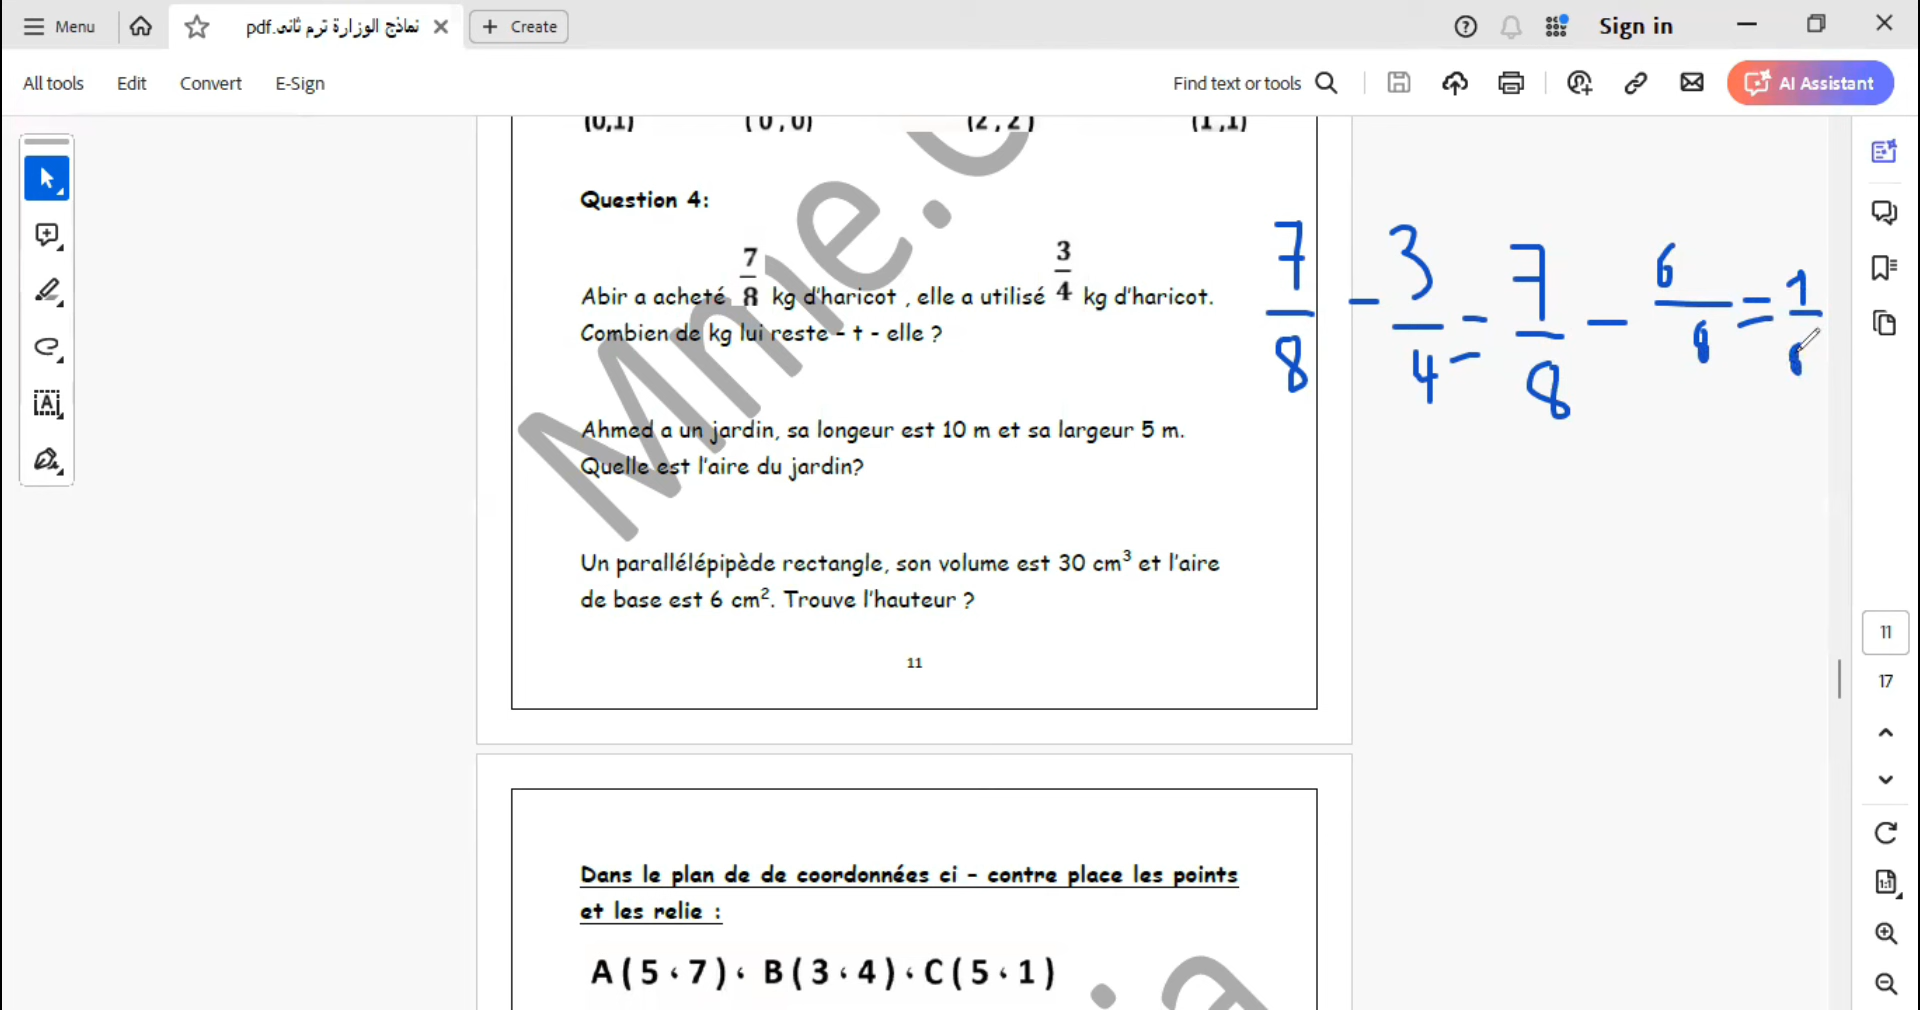 Menu
نماذج الوزارة ترم ثانى.pdf
Create
Sign in
All tools Edit Convert E-Sign
Find text or tools
AI Assistant
(0,1) ( 0 , 0) (2 , 2 ) (1 ,1)
Question 4:
Abir a acheté 7/8 kg d'haricot , elle a utilisé 3/4 kg d'haricot.
Combien de kg lui reste - t - elle ?
7/8 - 3/4 = 7/8 - 6/8 = 1/8
Ahmed a un jardin, sa longeur est 10 m et sa largeur 5 m.
Quelle est l'aire du jardin?
Un parallélépipède rectangle, son volume est 30 cm³ et l'aire
de base est 6 cm². Trouve l'hauteur ?
11
Dans le plan de de coordonnées ci - contre place les points
et les relie :
A ( 5 ، 7 ) ، B ( 3 ، 4 ) ، C ( 5 ، 1 )
Mme.
ia
11
17